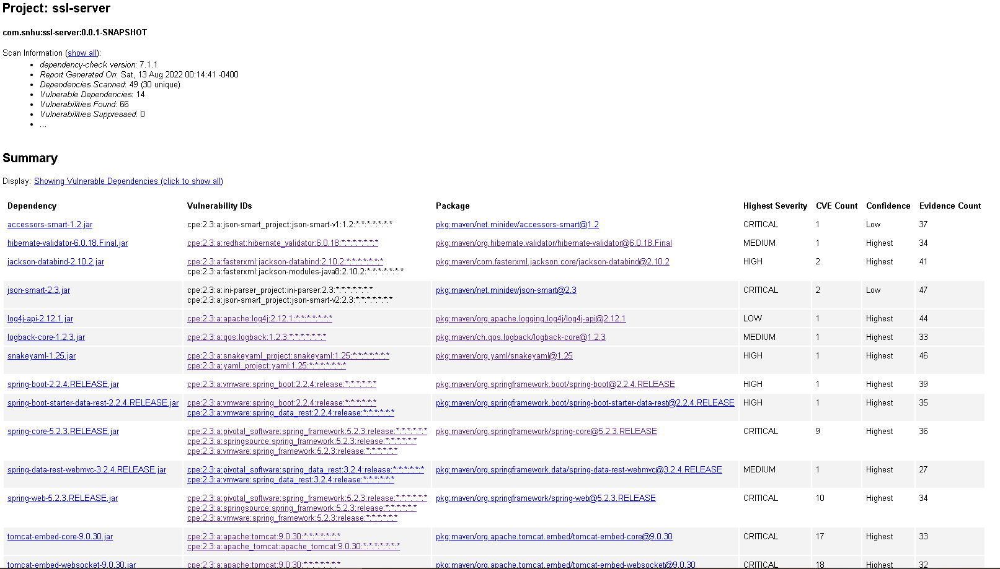 Project: ssl-server
com.snhu:ssl-server:0.0.1-SNAPSHOT
Scan Information (show all):
• dependency-check version: 7.1.1
• Report Generated On: Sat, 13 Aug 2022 00:14:41 -0400
• Dependencies Scanned: 49 (30 unique)
• Vulnerable Dependencies: 14
• Vulnerabilities Found: 66
• Vulnerabilities Suppressed: 0
• ...
Summary
Display: Showing Vulnerable Dependencies (click to show all)
Dependency Vulnerability IDs Package Highest Severity CVE Count Confidence Evidence Count
accessors-smart-1.2.jar cpe:2.3:a:json-smart_project:json-smart-v1:1.2:*:*:*:*:*:*:* pkg:maven/net.minidev/accessors-smart@1.2 CRITICAL 1 Low 37
hibernate-validator-6.0.18.Final.jar cpe:2.3:a:redhat:hibernate_validator:6.0.18:*:*:*:*:*:*:* pkg:maven/org.hibernate.validator/hibernate-validator@6.0.18.Final MEDIUM 1 Highest 34
jackson-databind-2.10.2.jar cpe:2.3:a:fasterxml:jackson-databind:2.10.2:*:*:*:*:*:*:* pkg:maven/com.fasterxml.jackson.core/jackson-databind@2.10.2 HIGH 2 Highest 41
cpe:2.3:a:fasterxml:jackson-modules-java8:2.10.2:*:*:*:*:*:*:*
json-smart-2.3.jar cpe:2.3:a:ini-parser_project:ini-parser:2.3:*:*:*:*:*:*:* pkg:maven/net.minidev/json-smart@2.3 CRITICAL 2 Low 47
cpe:2.3:a:json-smart_project:json-smart-v2:2.3:*:*:*:*:*:*:*
log4j-api-2.12.1.jar cpe:2.3:a:apache:log4j:2.12.1:*:*:*:*:*:*:* pkg:maven/org.apache.logging.log4j/log4j-api@2.12.1 LOW 1 Highest 44
logback-core-1.2.3.jar cpe:2.3:a:qos:logback:1.2.3:*:*:*:*:*:*:* pkg:maven/ch.qos.logback/logback-core@1.2.3 MEDIUM 1 Highest 33
snakeyaml-1.25.jar cpe:2.3:a:snakeyaml_project:snakeyaml:1.25:*:*:*:*:*:*:* pkg:maven/org.yaml/snakeyaml@1.25 HIGH 1 Highest 46
cpe:2.3:a:yaml_project:yaml:1.25:*:*:*:*:*:*:*
spring-boot-2.2.4.RELEASE.jar cpe:2.3:a:vmware:spring_boot:2.2.4:release:*:*:*:*:*:* pkg:maven/org.springframework.boot/spring-boot@2.2.4.RELEASE HIGH 1 Highest 39
spring-boot-starter-data-rest-2.2.4.RELEASE.jar cpe:2.3:a:vmware:spring_boot:2.2.4:release:*:*:*:*:*:* pkg:maven/org.springframework.boot/spring-boot-starter-data-rest@2.2.4.RELEASE HIGH 1 Highest 35
cpe:2.3:a:vmware:spring_data_rest:2.2.4:release:*:*:*:*:*:*
spring-core-5.2.3.RELEASE.jar cpe:2.3:a:pivotal_software:spring_framework:5.2.3:release:*:*:*:*:*:* pkg:maven/org.springframework/spring-core@5.2.3.RELEASE CRITICAL 9 Highest 36
cpe:2.3:a:springsource:spring_framework:5.2.3:release:*:*:*:*:*:*
cpe:2.3:a:vmware:spring_framework:5.2.3:release:*:*:*:*:*:*
spring-data-rest-webmvc-3.2.4.RELEASE.jar cpe:2.3:a:pivotal_software:spring_data_rest:3.2.4:release:*:*:*:*:*:* pkg:maven/org.springframework.data/spring-data-rest-webmvc@3.2.4.RELEASE MEDIUM 1 Highest 27
cpe:2.3:a:vmware:spring_data_rest:3.2.4:release:*:*:*:*:*:*
spring-web-5.2.3.RELEASE.jar cpe:2.3:a:pivotal_software:spring_framework:5.2.3:release:*:*:*:*:*:* pkg:maven/org.springframework/spring-web@5.2.3.RELEASE CRITICAL 10 Highest 34
cpe:2.3:a:springsource:spring_framework:5.2.3:release:*:*:*:*:*:*
cpe:2.3:a:vmware:spring_framework:5.2.3:release:*:*:*:*:*:*
tomcat-embed-core-9.0.30.jar cpe:2.3:a:apache:tomcat:9.0.30:*:*:*:*:*:*:* pkg:maven/org.apache.tomcat.embed/tomcat-embed-core@9.0.30 CRITICAL 17 Highest 33
cpe:2.3:a:apache_tomcat:apache_tomcat:9.0.30:*:*:*:*:*:*:*
tomcat-embed-websocket-9.0.30.jar cpe:2.3:a:apache:tomcat:9.0.30:*:*:*:*:*:*:* pkg:maven/org.apache.tomcat.embed/tomcat-embed-websocket@9.0.30 CRITICAL 18 Highest 32